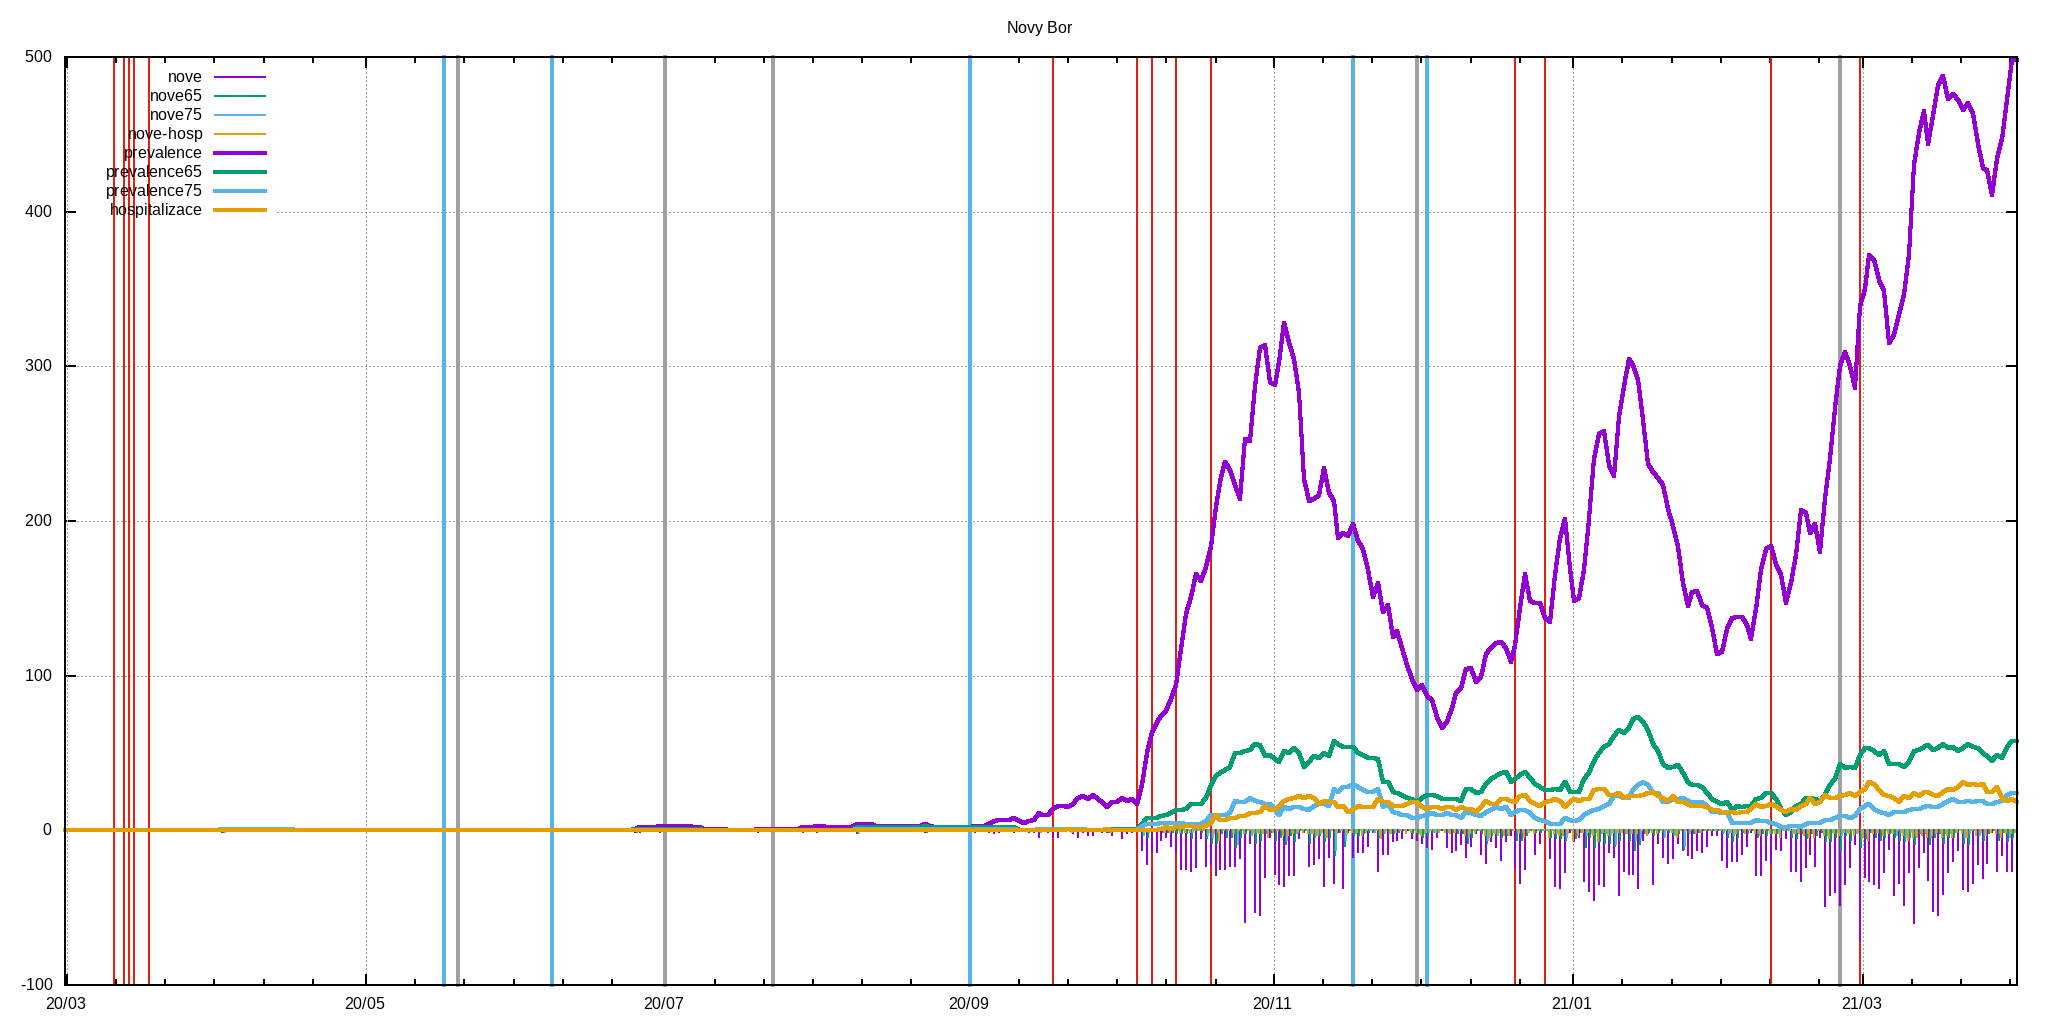 Novy Bor
500
nove
nove65
nove75
nove-hosp
prevalence
prevalence65
prevalence75
hospitalizace
400
300
200
100
0
-100
20/03 20/05 20/07 20/09 20/11 21/01 21/03